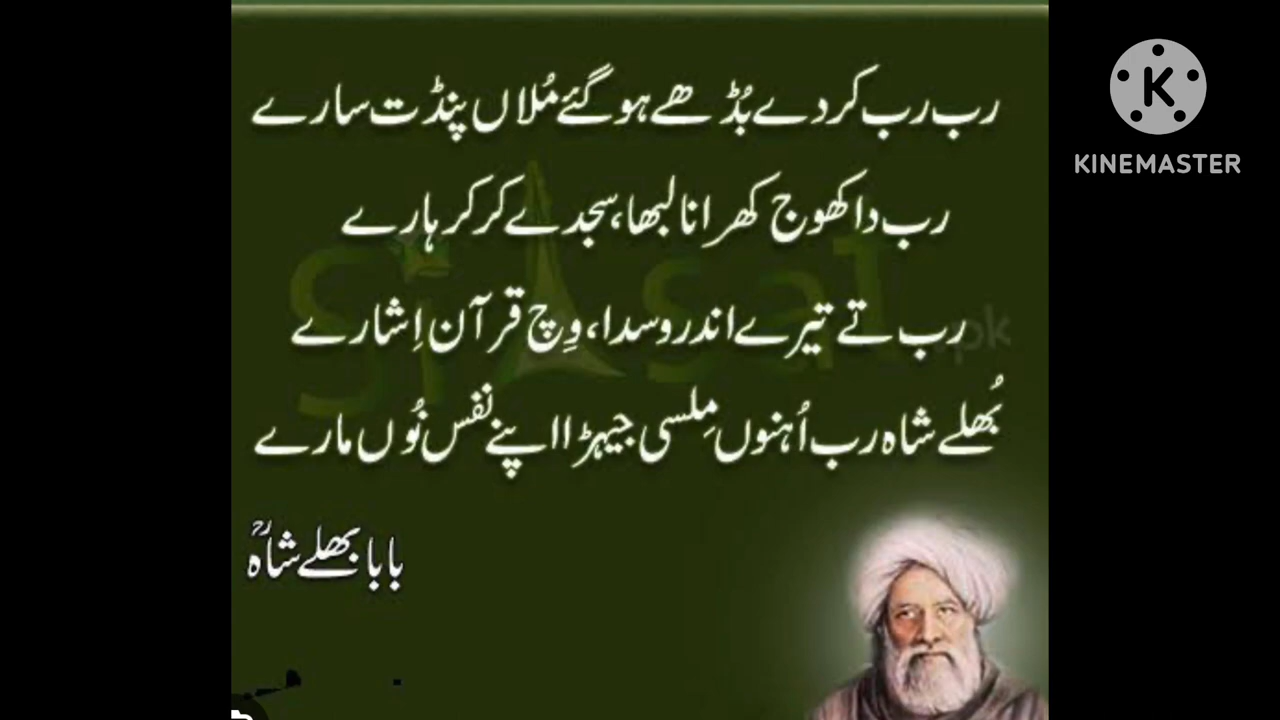 رب رب کردے بُڈھے ہوگئے مُلاں پنڈت سارے
رب دا کھوج کھرا نا لبھا، سجدے کر کر ہارے
رب تے تیرے اندر وسدا، وِچ قرآن اِشارے
بُھلے شاہ رب اُہنوں مِلسی جیہڑا اپنے نفس نُوں مارے
بابا بھلے شاہؒ
KINEMASTER
siasat.pk